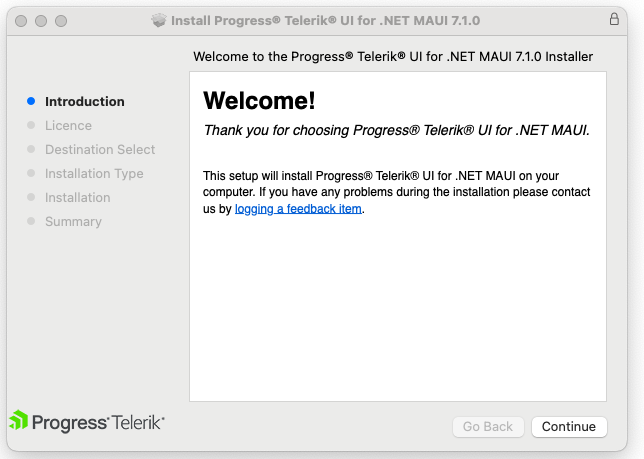 Install Progress® Telerik® UI for .NET MAUI 7.1.0
Welcome to the Progress® Telerik® UI for .NET MAUI 7.1.0 Installer
Introduction
Licence
Destination Select
Installation Type
Installation
Summary
Welcome!
Thank you for choosing Progress® Telerik® UI for .NET MAUI.
This setup will install Progress® Telerik® UI for .NET MAUI on your
computer. If you have any problems during the installation please contact
us by logging a feedback item.
Progress® Telerik®
Go Back
Continue